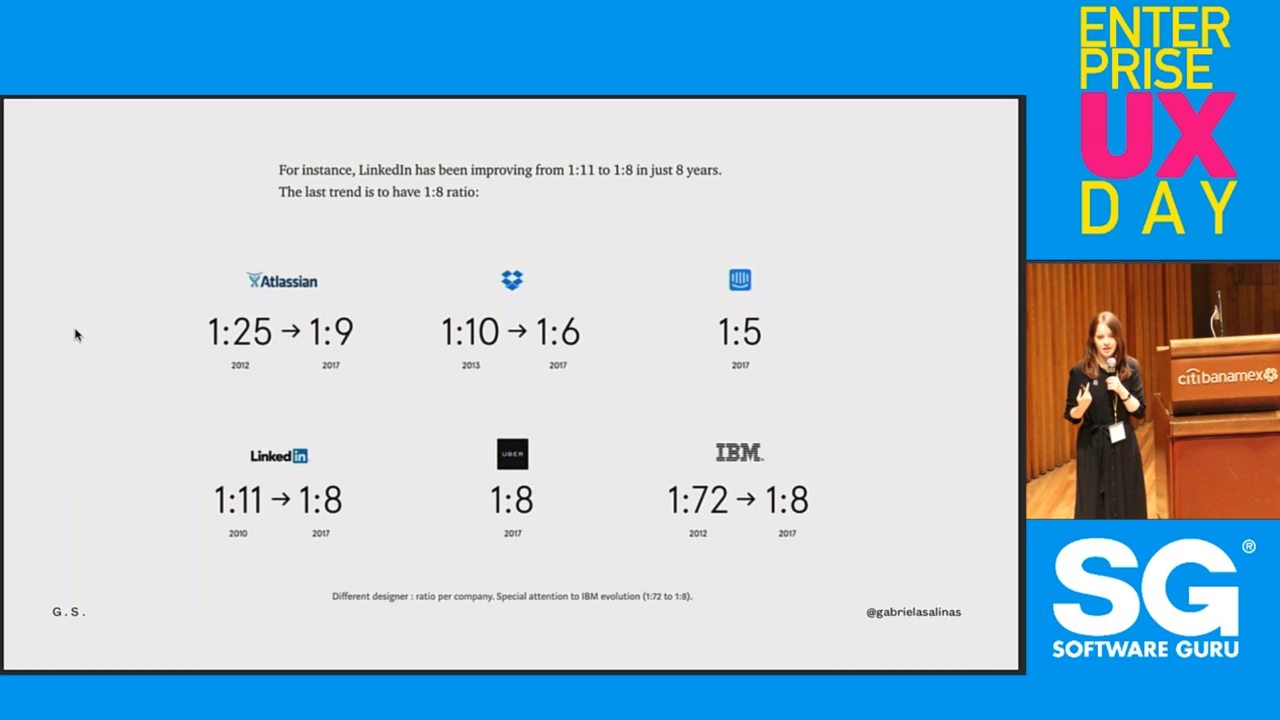 ENTER
PRISE
UX
DAY
For instance, LinkedIn has been improving from 1:11 to 1:8 in just 8 years.
The last trend is to have 1:8 ratio:
Atlassian
1:25 → 1:9
2012 2017
1:10 → 1:6
2013 2017
1:5
2017
Linked in
1:11 → 1:8
2010 2017
UBER
1:8
2017
IBM
1:72 → 1:8
2012 2017
Different designer : ratio per company. Special attention to IBM evolution (1:72 to 1:8).
G.S.
@gabrielasalinas
citibanamex
SG®
SOFTWARE GURU